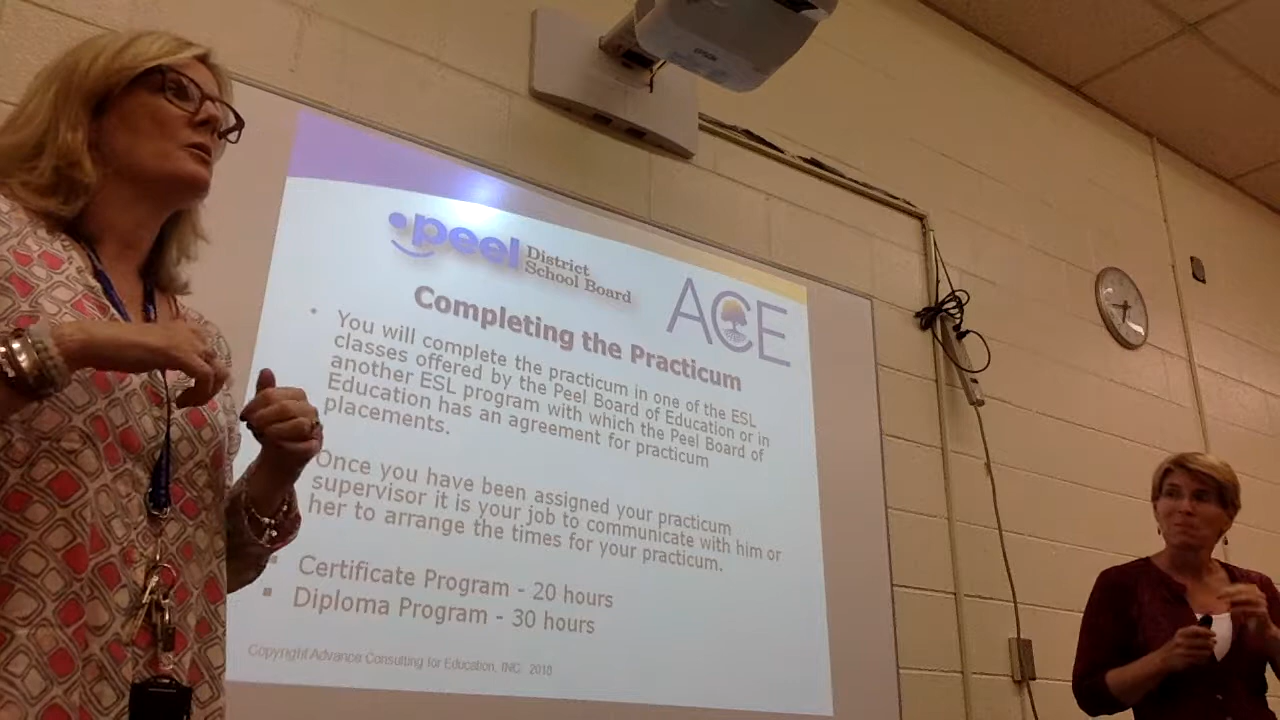 EPSON
peel District
School Board
ACE
Completing the Practicum
• You will complete the practicum in one of the ESL
classes offered by the Peel Board of Education or in
another ESL program with which the Peel Board of
Education has an agreement for practicum
placements.
Once you have been assigned your practicum
supervisor it is your job to communicate with him or
her to arrange the times for your practicum.
▪ Certificate Program - 20 hours
▪ Diploma Program - 30 hours
Copyright Advance Consulting for Education, INC. 2018